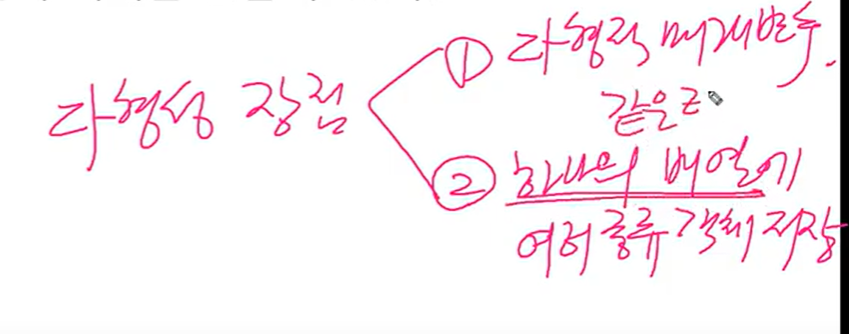 다형성 장점
① 다형적 매개변수.
같은
② 하나의 배열에
여러 종류 객체 저장